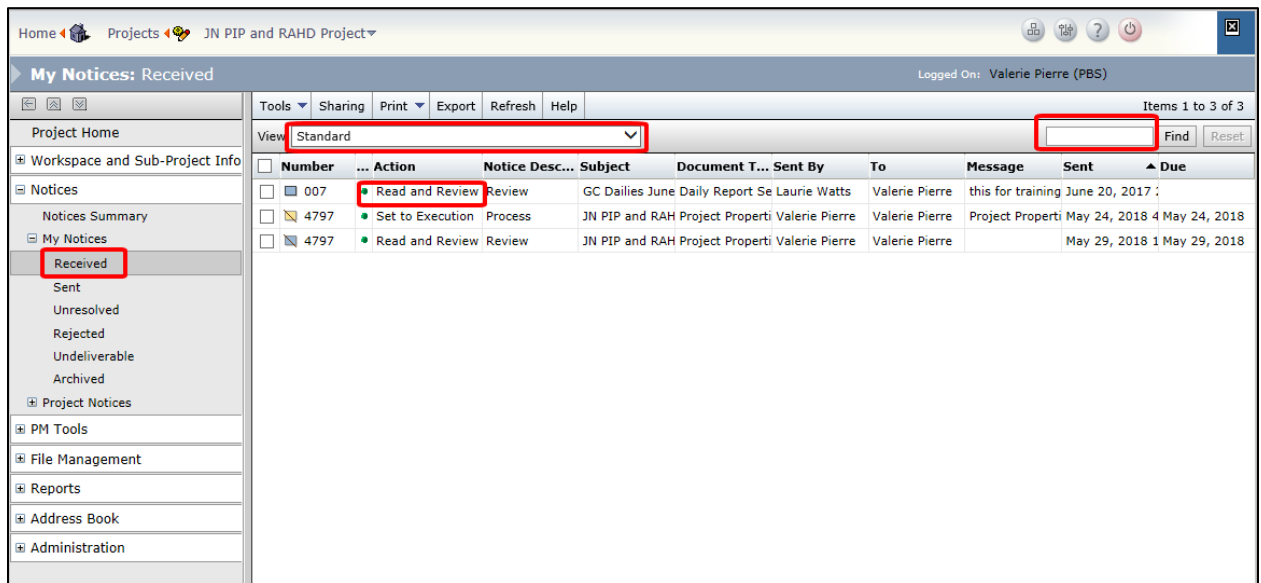 Home Projects JN PIP and RAHD Project
My Notices: Received Logged On: Valerie Pierre (PBS)
Tools Sharing Print Export Refresh Help Items 1 to 3 of 3
Project Home
View Standard Find Reset
Workspace and Sub-Project Info
Number ... Action Notice Desc... Subject Document T... Sent By To Message Sent Due
007 Read and Review Review GC Dailies June Daily Report Se Laurie Watts Valerie Pierre this for training June 20, 2017
4797 Set to Execution Process JN PIP and RAH Project Properti Valerie Pierre Valerie Pierre Project Properti May 24, 2018 4 May 24, 2018
4797 Read and Review Review JN PIP and RAH Project Properti Valerie Pierre Valerie Pierre May 29, 2018 1 May 29, 2018
Notices
Notices Summary
My Notices
Received
Sent
Unresolved
Rejected
Undeliverable
Archived
Project Notices
PM Tools
File Management
Reports
Address Book
Administration